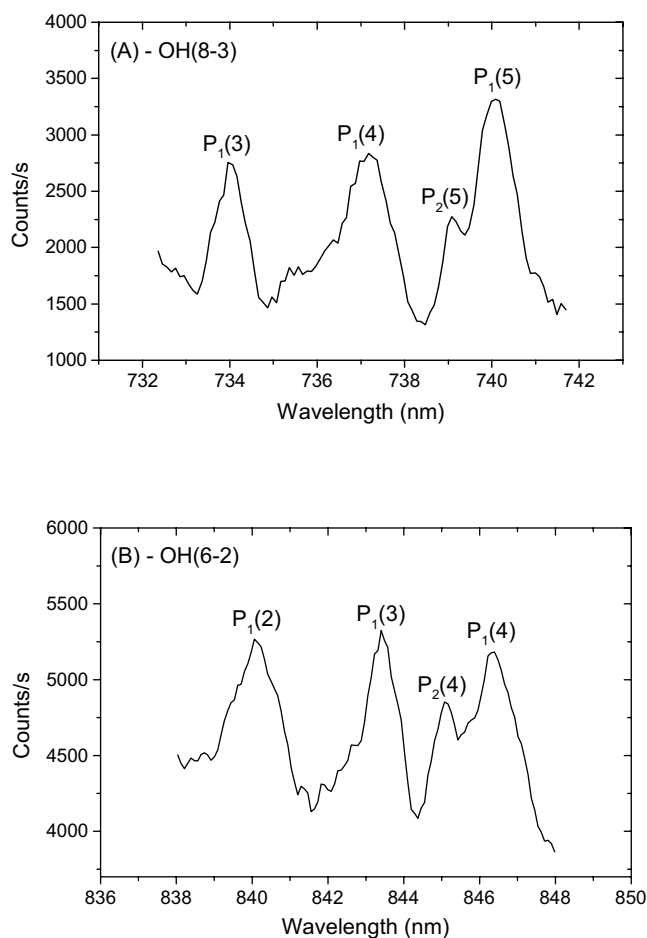 (A) - OH(8-3)
P₁(3)
P₁(4)
P₂(5)
P₁(5)
Counts/s
4000
3500
3000
2500
2000
1500
1000
732
734
736
738
740
742
Wavelength (nm)
(B) - OH(6-2)
P₁(2)
P₁(3)
P₂(4)
P₁(4)
Counts/s
6000
5500
5000
4500
4000
836
838
840
842
844
846
848
850
Wavelength (nm)